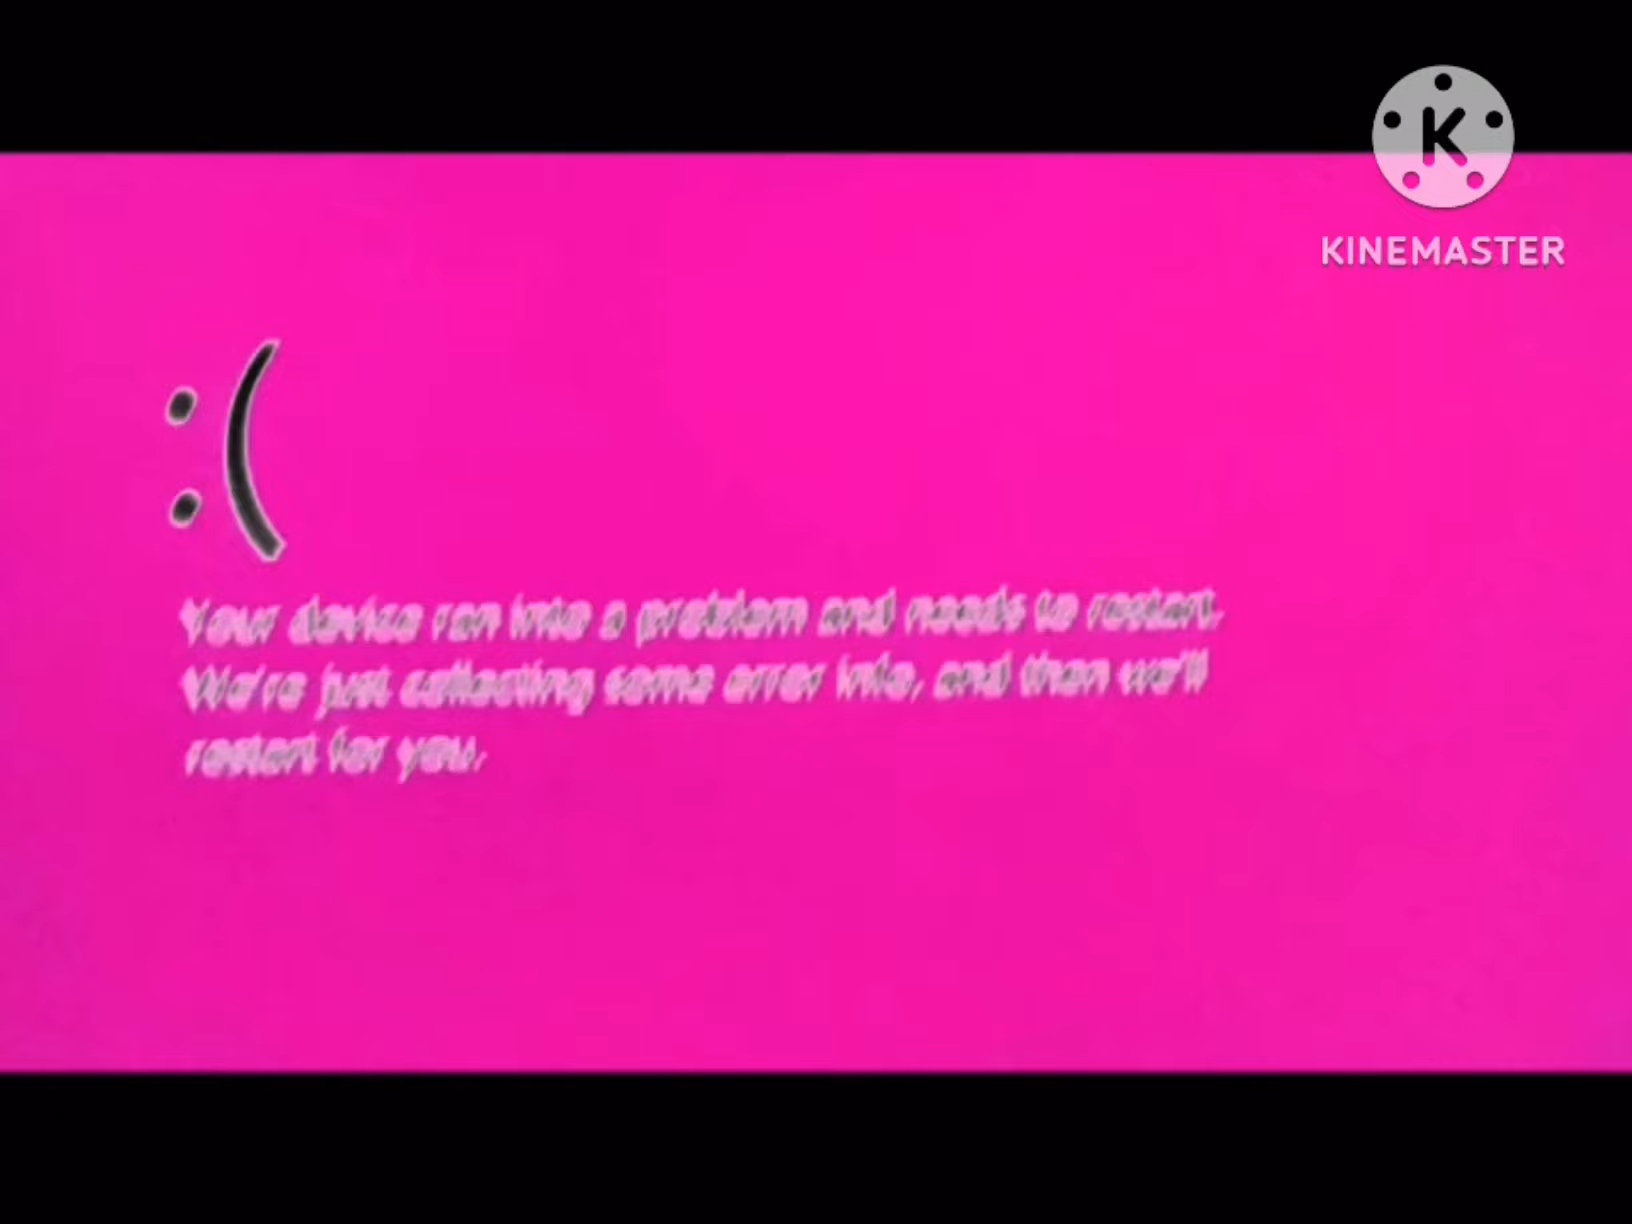 K
KINEMASTER
:(
Your device ran into a problem and needs to restart.
We're just collecting some error info, and then we'll
restart for you.